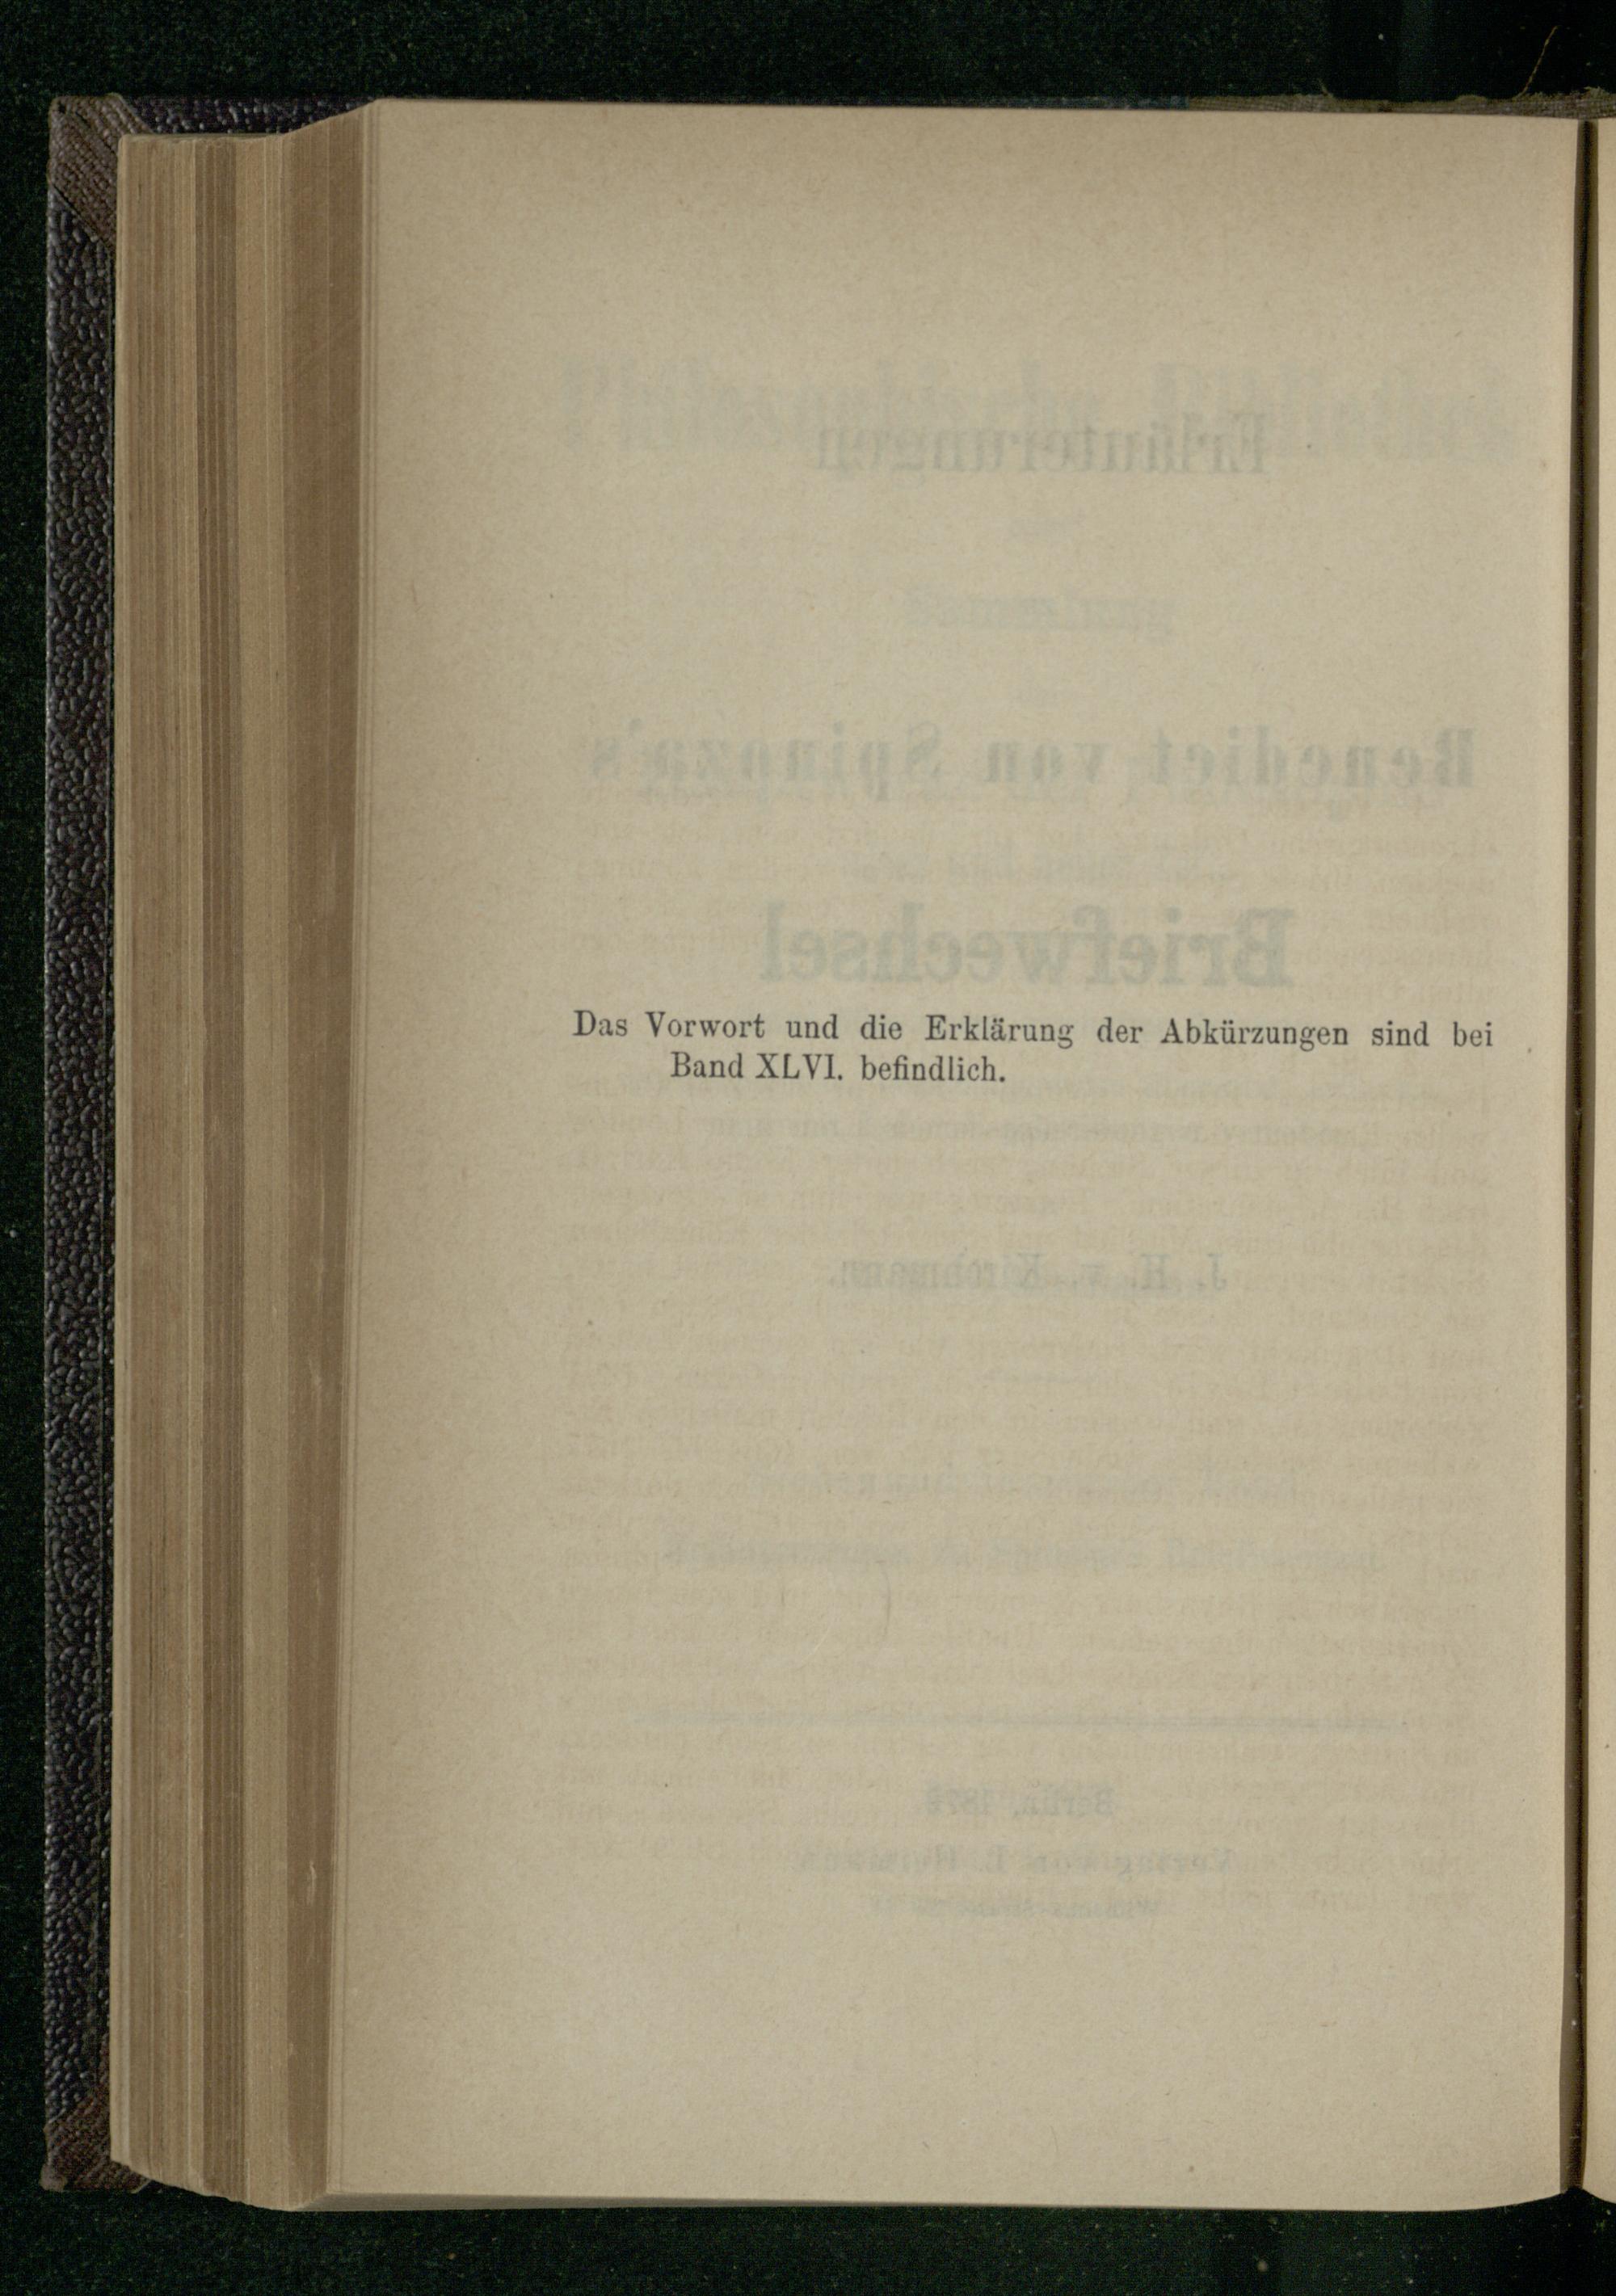 Das Vorwort und die Erklärung der Abkürzungen sind bei
Band XLVI. befindlich.